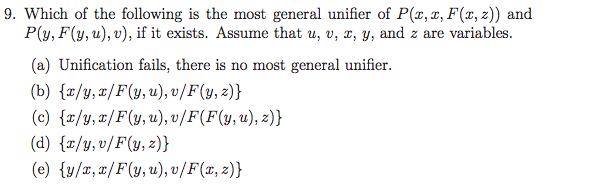 9. Which of the following is the most general unifier of P(x, x, F(x, z)) and
P(y, F(y, u), v), if it exists. Assume that u, v, x, y, and z are variables.
(a) Unification fails, there is no most general unifier.
(b) {x/y, x/F(y, u), v/F(y, z)}
(c) {x/y, x/F(y, u), v/F(F(y, u), z)}
(d) {x/y, v/F(y, z)}
(e) {y/x, x/F(y, u), v/F(x, z)}